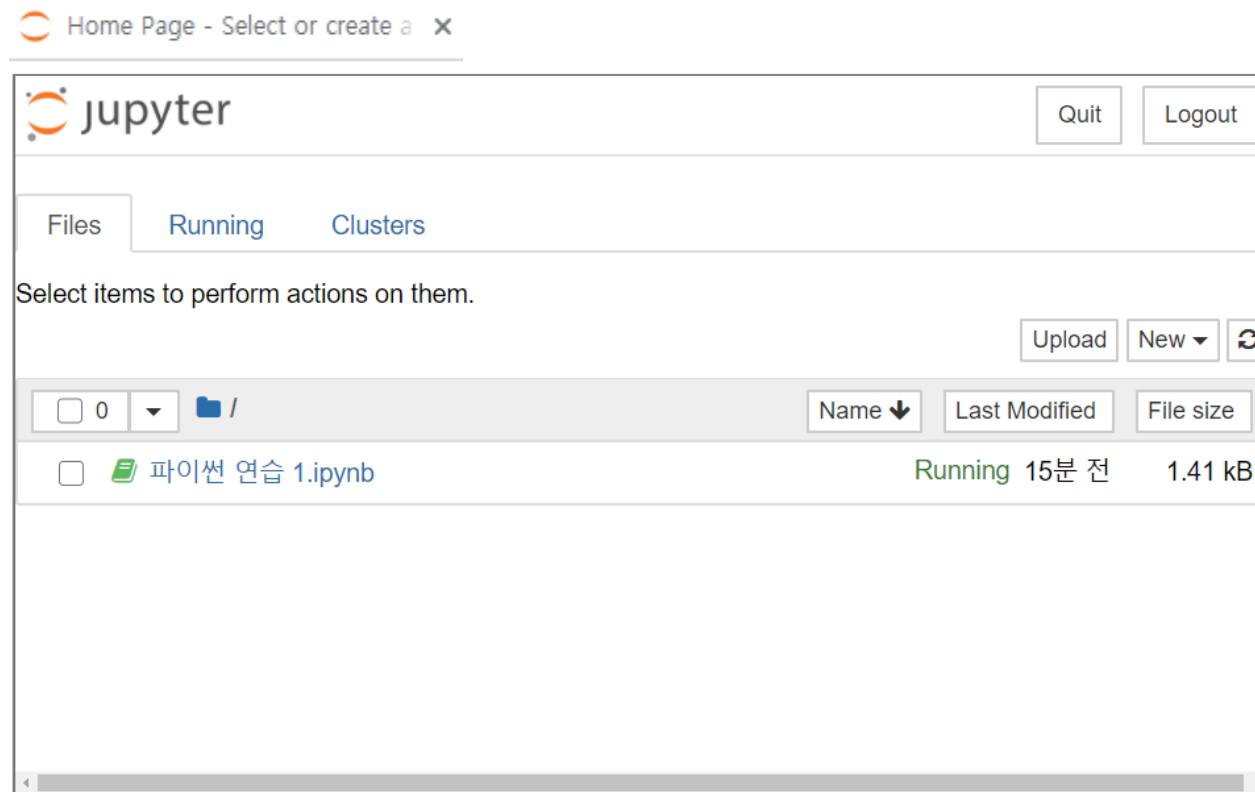 Home Page - Select or create a
jupyter
Quit Logout
Files Running Clusters
Select items to perform actions on them.
Upload New
0 / Name Last Modified File size
파이썬 연습 1.ipynb Running 15분 전 1.41 kB